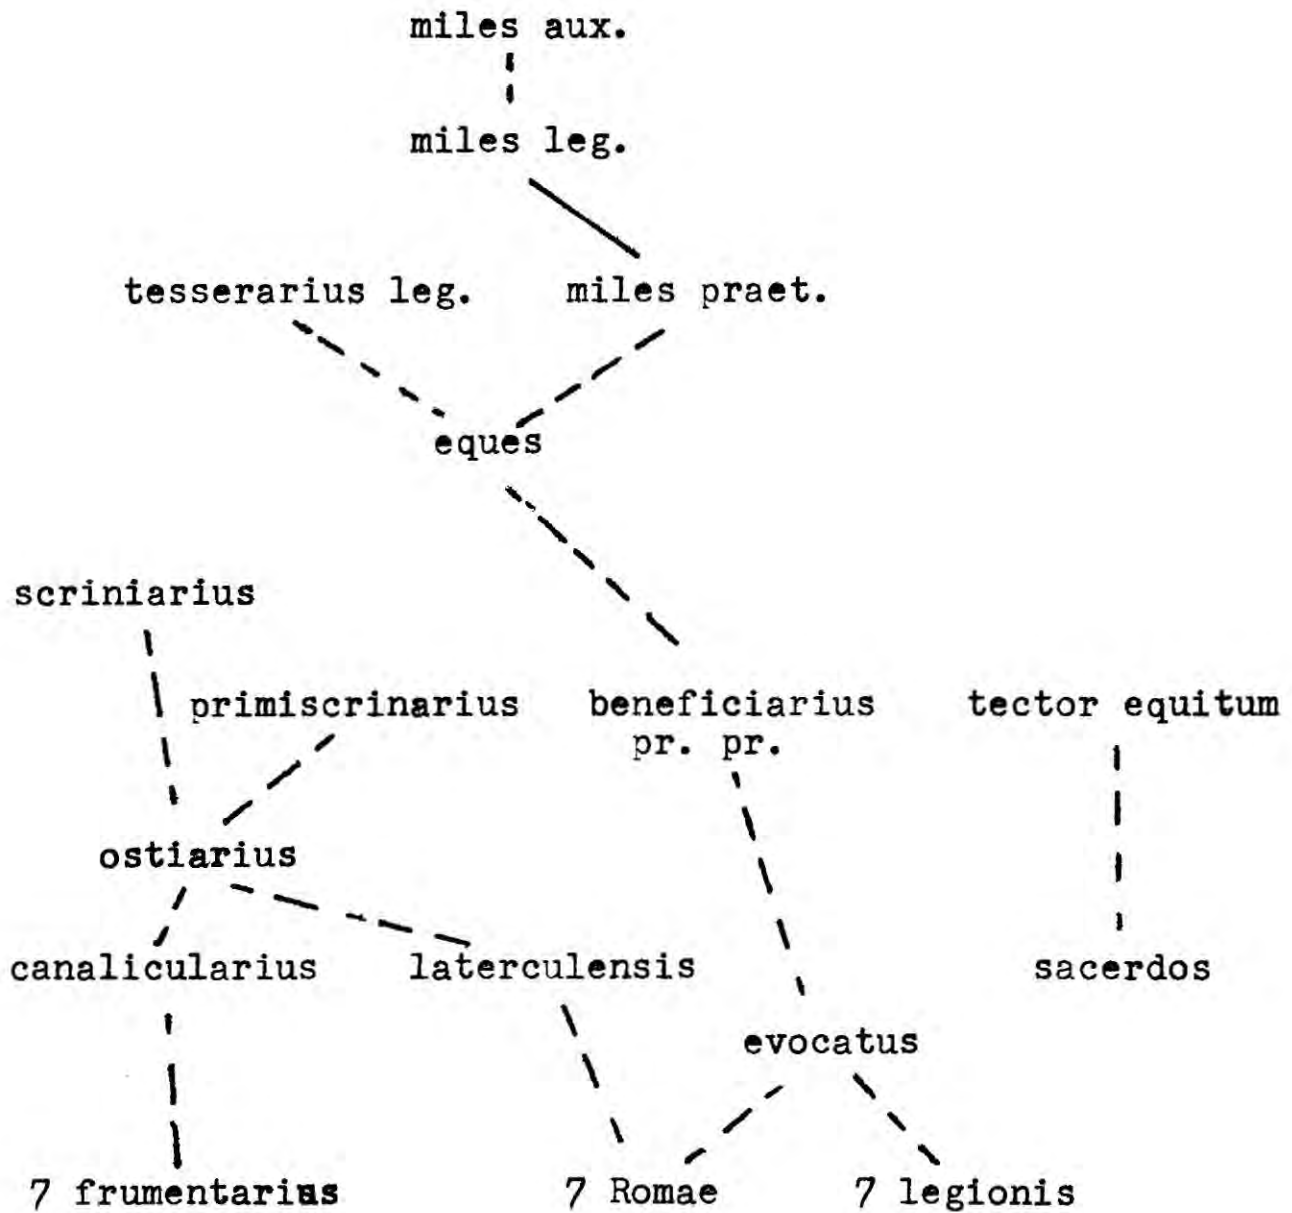 miles aux.
miles leg.
tesserarius leg. miles praet.
eques
scriniarius
primiscrinarius beneficiarius tector equitum
pr. pr.
ostiarius
canalicularius laterculensis sacerdos
evocatus
7 frumentarius 7 Romae 7 legionis